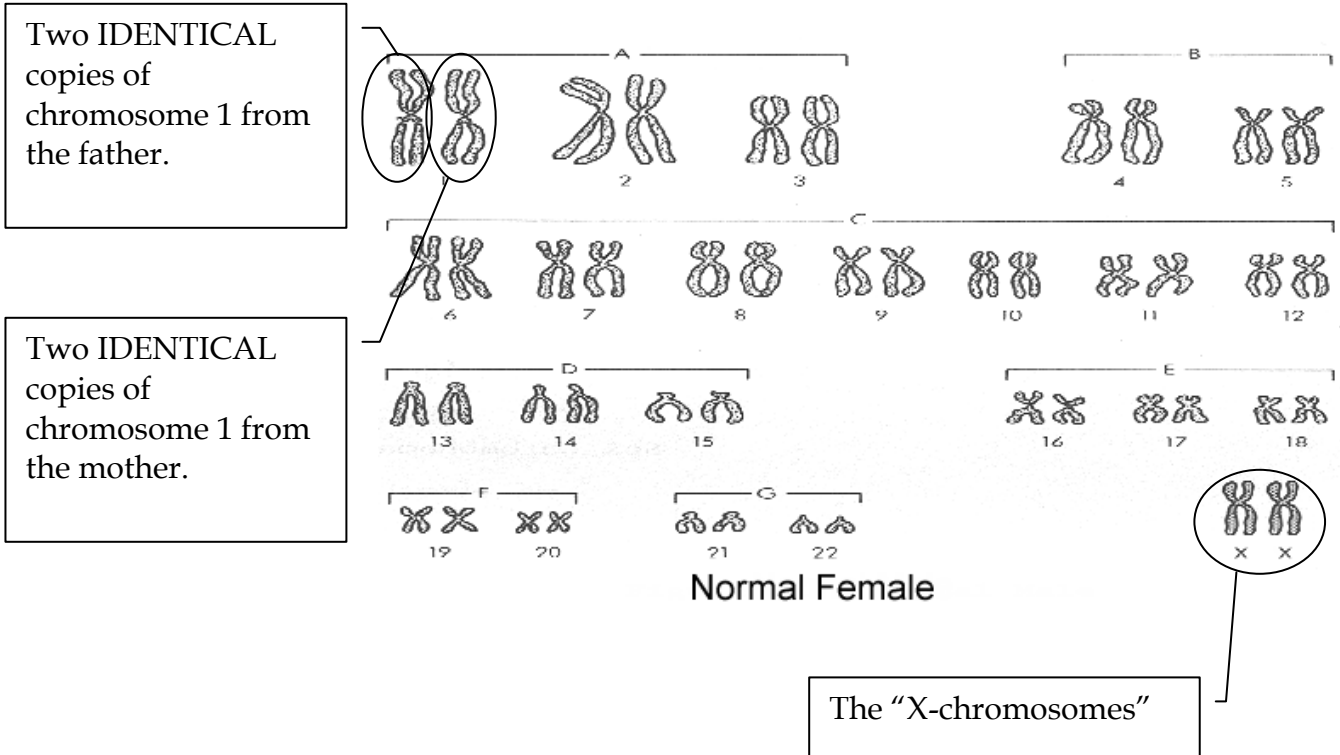 Two IDENTICAL
copies of
chromosome 1 from
the father.
A B
1 2 3 4 5
C
6 7 8 9 10 11 12
Two IDENTICAL
copies of
chromosome 1 from
the mother.
D E
13 14 15 16 17 18
F G
19 20 21 22 X X
Normal Female
The “X-chromosomes”